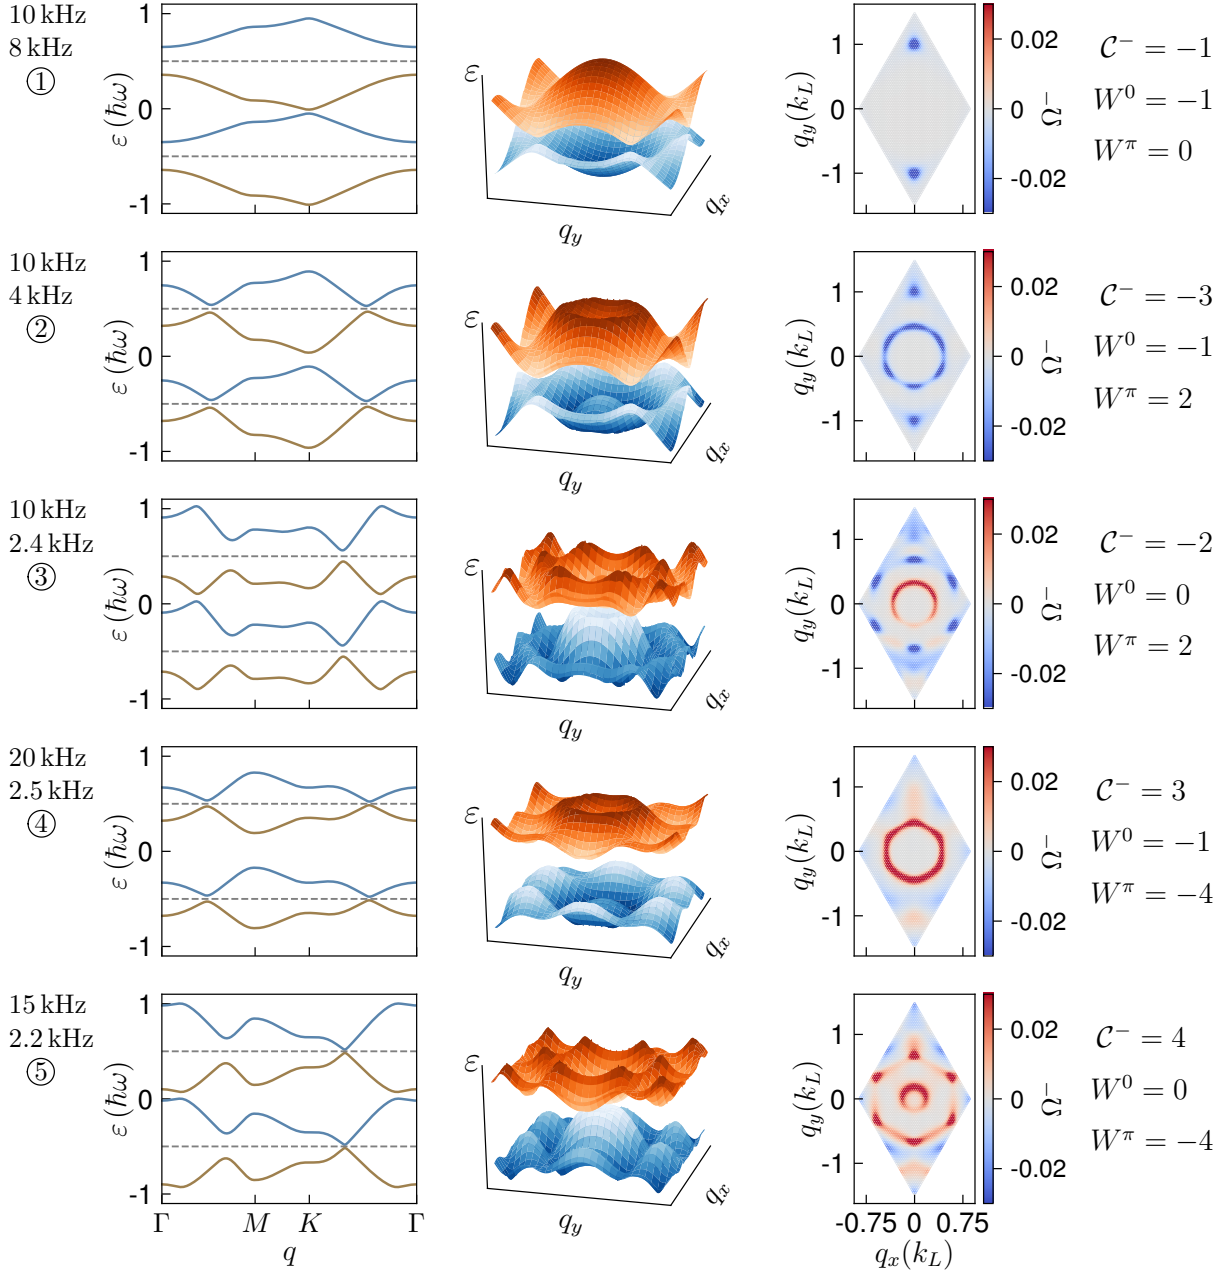 10 kHz
8 kHz
①
ε (ħω)
1
0
-1
ε
q_y
q_x
q_y(k_L)
1
0
-1
0.02
0
-0.02
Ω⁻
𝒞⁻ = −1
W⁰ = −1
W^π = 0
10 kHz
4 kHz
②
ε (ħω)
1
0
-1
ε
q_y
q_x
q_y(k_L)
1
0
-1
0.02
0
-0.02
Ω⁻
𝒞⁻ = −3
W⁰ = −1
W^π = 2
10 kHz
2.4 kHz
③
ε (ħω)
1
0
-1
ε
q_y
q_x
q_y(k_L)
1
0
-1
0.02
0
-0.02
Ω⁻
𝒞⁻ = −2
W⁰ = 0
W^π = 2
20 kHz
2.5 kHz
④
ε (ħω)
1
0
-1
ε
q_y
q_x
q_y(k_L)
1
0
-1
0.02
0
-0.02
Ω⁻
𝒞⁻ = 3
W⁰ = −1
W^π = −4
15 kHz
2.2 kHz
⑤
ε (ħω)
1
0
-1
Γ M K Γ
q
ε
q_y
q_x
q_y(k_L)
1
0
-1
-0.75 0 0.75
q_x(k_L)
0.02
0
-0.02
Ω⁻
𝒞⁻ = 4
W⁰ = 0
W^π = −4